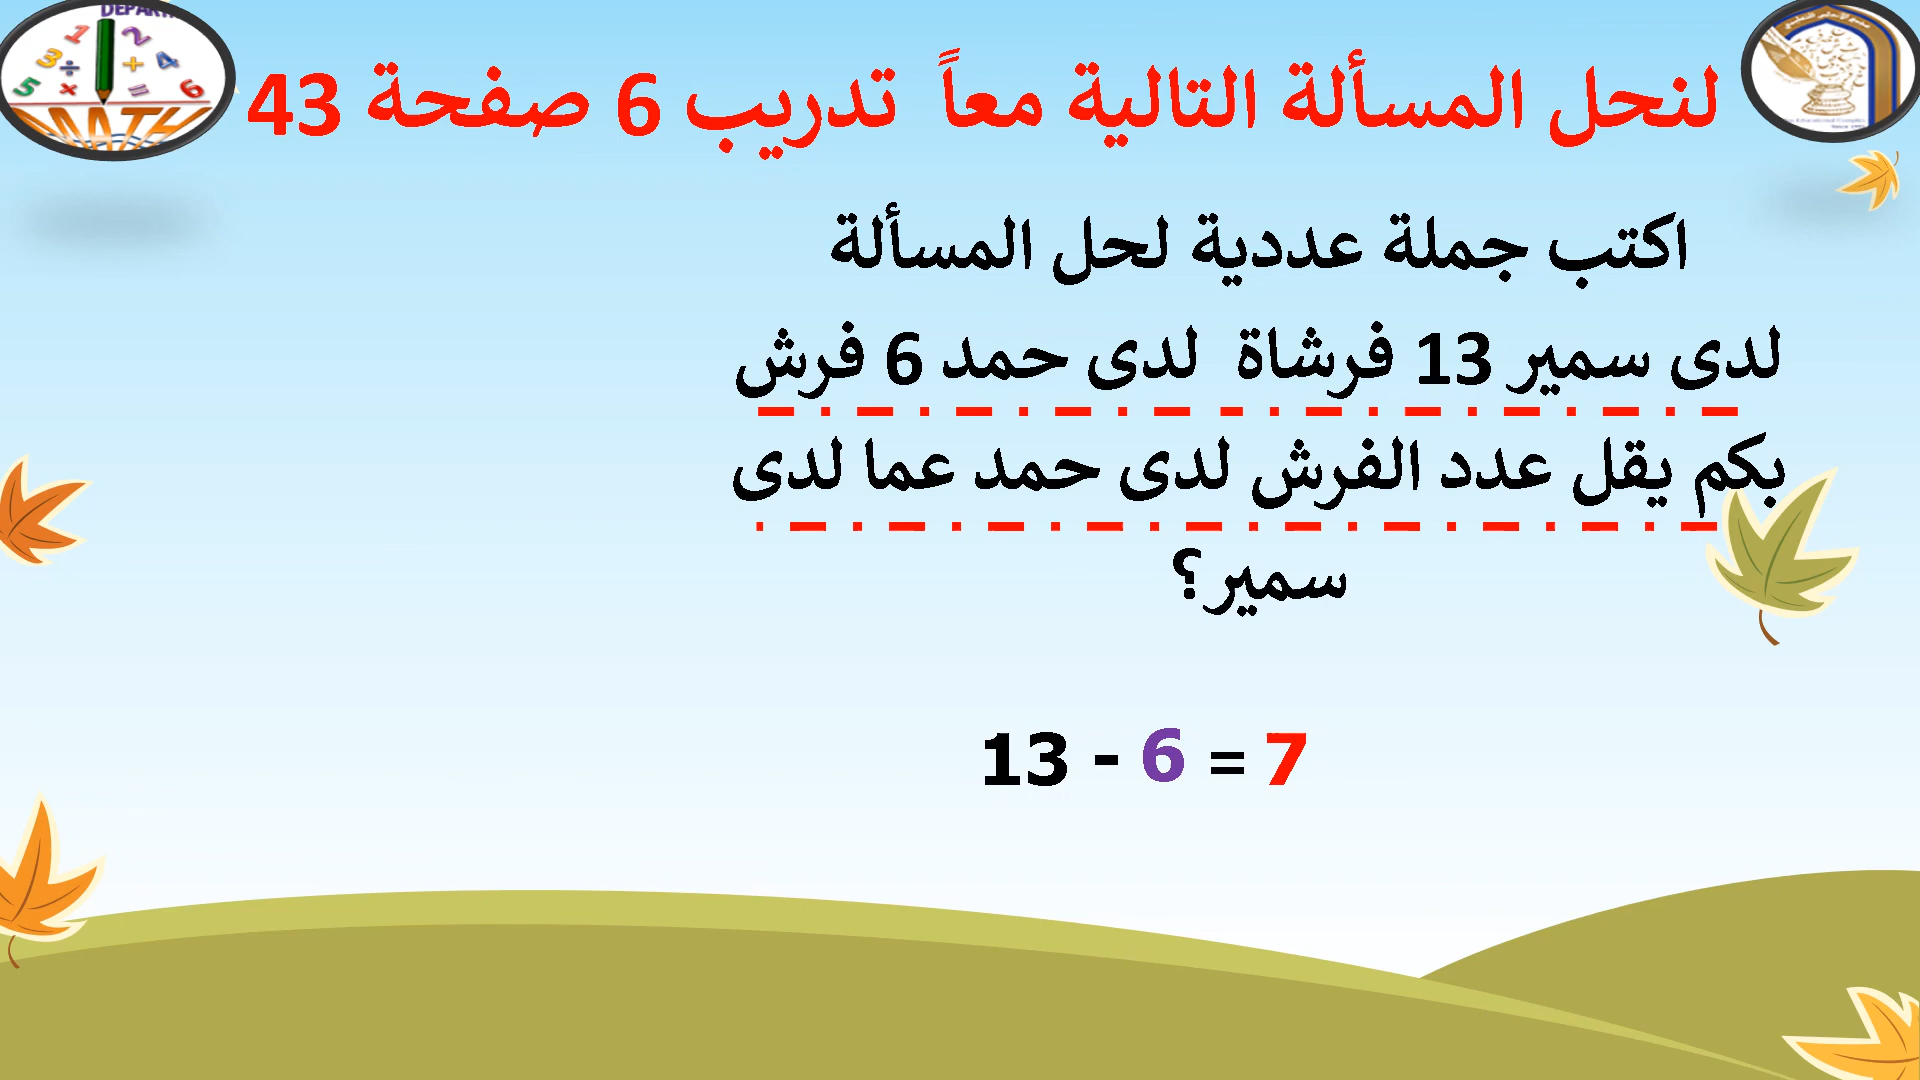 لنحل المسألة التالية معاً تدريب 6 صفحة 43
اكتب جملة عددية لحل المسألة
لدى سمير 13 فرشاة لدى حمد 6 فرش
بكم يقل عدد الفرش لدى حمد عما لدى
سمير؟
13 - 6 = 7
MATH